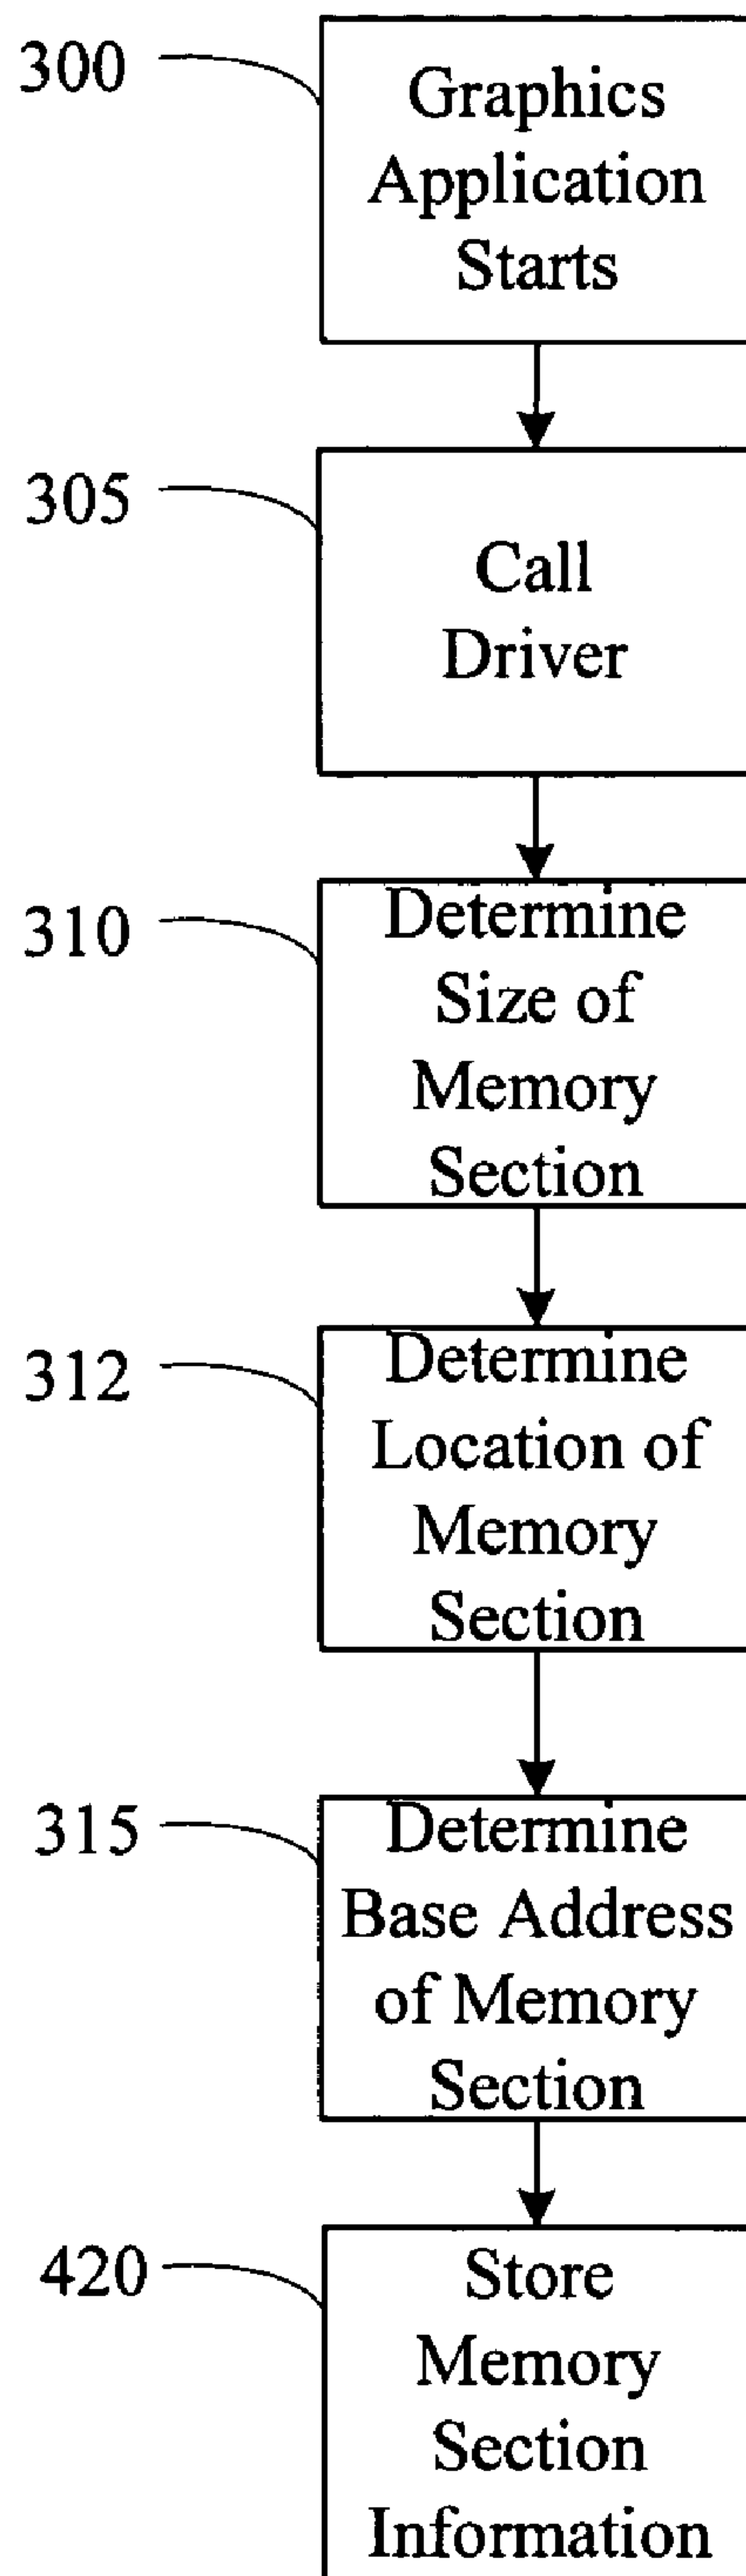 300
Graphics
Application
Starts
305
Call
Driver
310
Determine
Size of
Memory
Section
312
Determine
Location of
Memory
Section
315
Determine
Base Address
of Memory
Section
420
Store
Memory
Section
Information